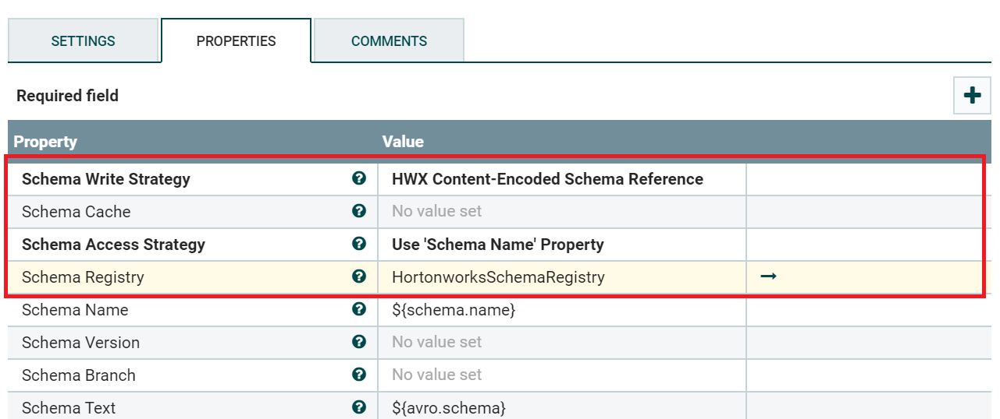 SETTINGS PROPERTIES COMMENTS
Required field
Property Value
Schema Write Strategy HWX Content-Encoded Schema Reference
Schema Cache No value set
Schema Access Strategy Use 'Schema Name' Property
Schema Registry HortonworksSchemaRegistry
Schema Name ${schema.name}
Schema Version No value set
Schema Branch No value set
Schema Text ${avro.schema}